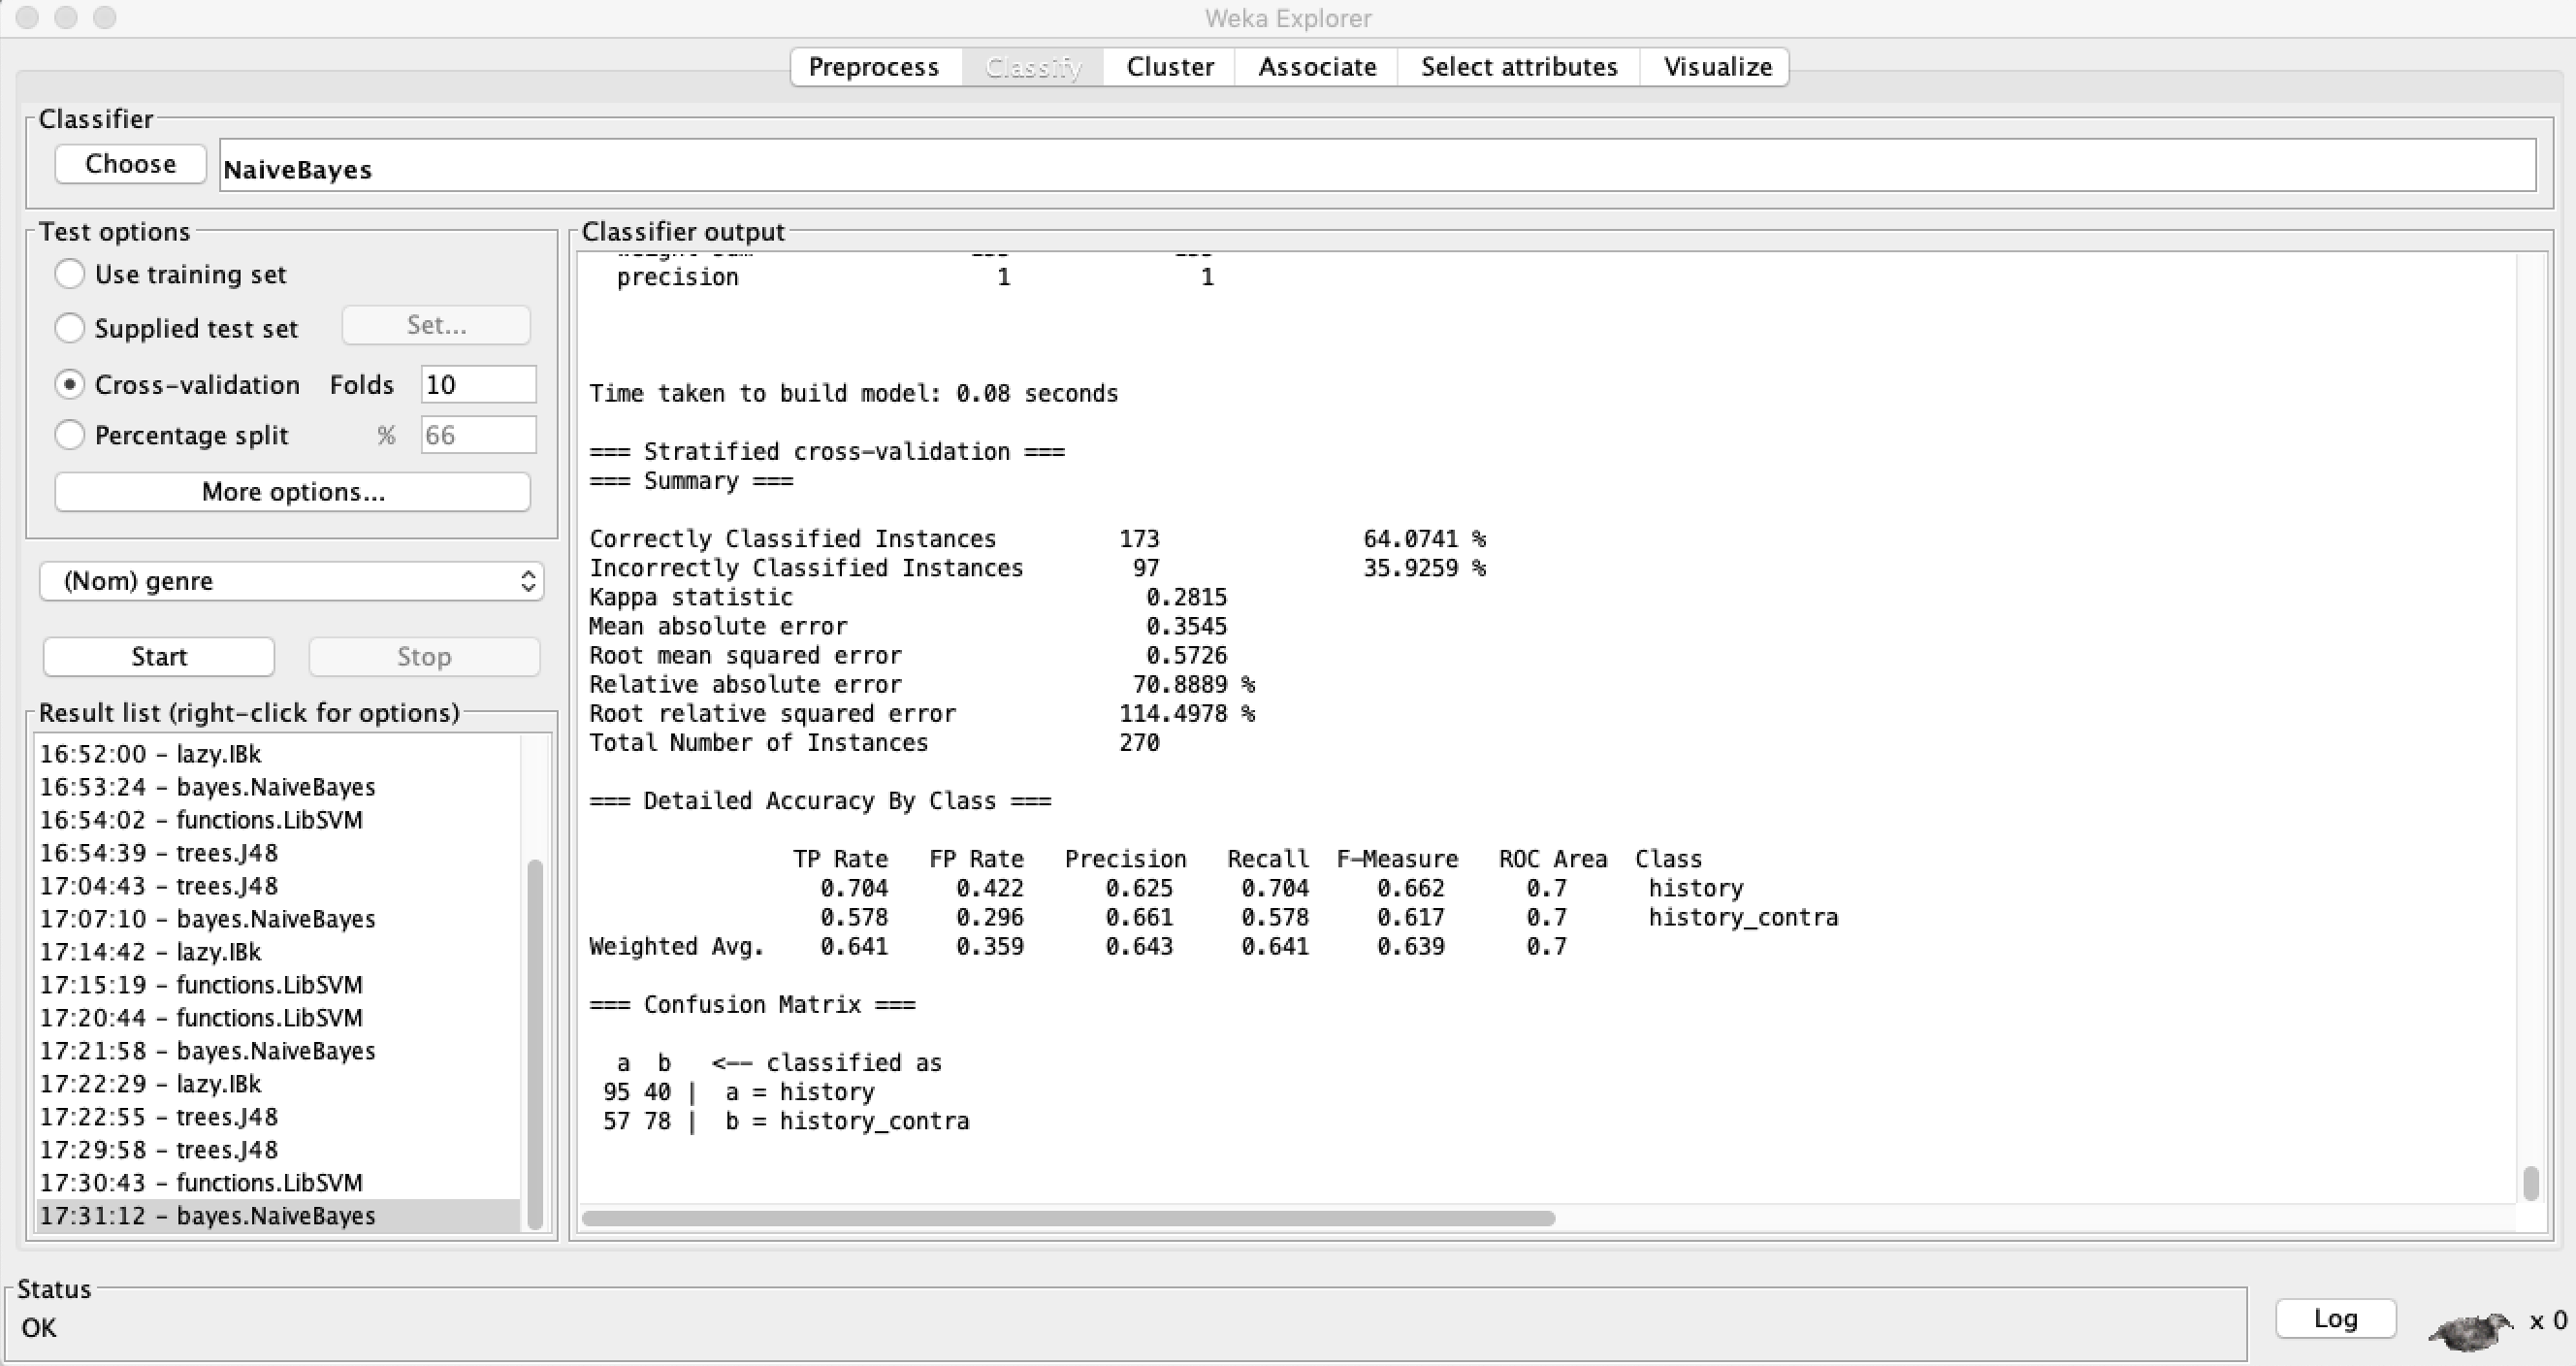 Weka Explorer
Preprocess Classify Cluster Associate Select attributes Visualize
Classifier
Choose NaiveBayes
Test options
Use training set
Supplied test set Set...
Cross-validation Folds 10
Percentage split % 66
More options...
(Nom) genre
Start Stop
Result list (right-click for options)
16:52:00 - lazy.IBk
16:53:24 - bayes.NaiveBayes
16:54:02 - functions.LibSVM
16:54:39 - trees.J48
17:04:43 - trees.J48
17:07:10 - bayes.NaiveBayes
17:14:42 - lazy.IBk
17:15:19 - functions.LibSVM
17:20:44 - functions.LibSVM
17:21:58 - bayes.NaiveBayes
17:22:29 - lazy.IBk
17:22:55 - trees.J48
17:29:58 - trees.J48
17:30:43 - functions.LibSVM
17:31:12 - bayes.NaiveBayes
Classifier output
precision 1 1
Time taken to build model: 0.08 seconds
=== Stratified cross-validation ===
=== Summary ===
Correctly Classified Instances 173 64.0741 %
Incorrectly Classified Instances 97 35.9259 %
Kappa statistic 0.2815
Mean absolute error 0.3545
Root mean squared error 0.5726
Relative absolute error 70.8889 %
Root relative squared error 114.4978 %
Total Number of Instances 270
=== Detailed Accuracy By Class ===
TP Rate FP Rate Precision Recall F-Measure ROC Area Class
0.704 0.422 0.625 0.704 0.662 0.7 history
0.578 0.296 0.661 0.578 0.617 0.7 history_contra
Weighted Avg. 0.641 0.359 0.643 0.641 0.639 0.7
=== Confusion Matrix ===
a b <-- classified as
95 40 | a = history
57 78 | b = history_contra
Status
OK
Log x 0